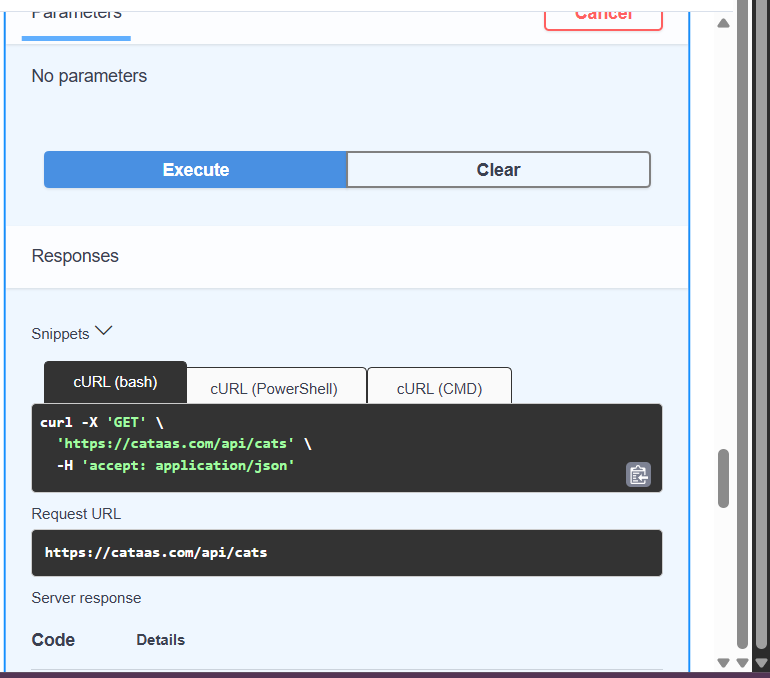 Parameters
Cancel
No parameters
Execute
Clear
Responses
Snippets
cURL (bash)
cURL (PowerShell)
cURL (CMD)
curl -X 'GET' \
'https://cataas.com/api/cats' \
-H 'accept: application/json'
Request URL
https://cataas.com/api/cats
Server response
Code
Details